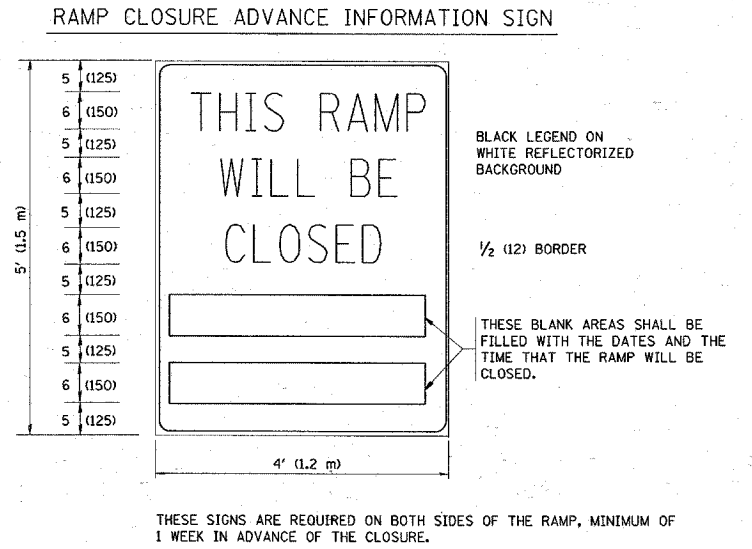 RAMP CLOSURE ADVANCE INFORMATION SIGN
5 (125)
6 (150)
5 (125)
6 (150)
5 (125)
6 (150)
5 (125)
6 (150)
5 (125)
6 (150)
5 (125)
5' (1.5 m)
THIS RAMP
WILL BE
CLOSED
BLACK LEGEND ON
WHITE REFLECTORIZED
BACKGROUND
1/2 (12) BORDER
THESE BLANK AREAS SHALL BE
FILLED WITH THE DATES AND THE
TIME THAT THE RAMP WILL BE
CLOSED.
4' (1.2 m)
THESE SIGNS ARE REQUIRED ON BOTH SIDES OF THE RAMP, MINIMUM OF
1 WEEK IN ADVANCE OF THE CLOSURE.